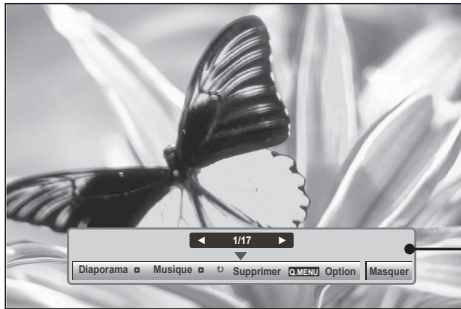 ◄ 1/17 ►
Diaporama Musique Supprimer Q.MENU Option Masquer